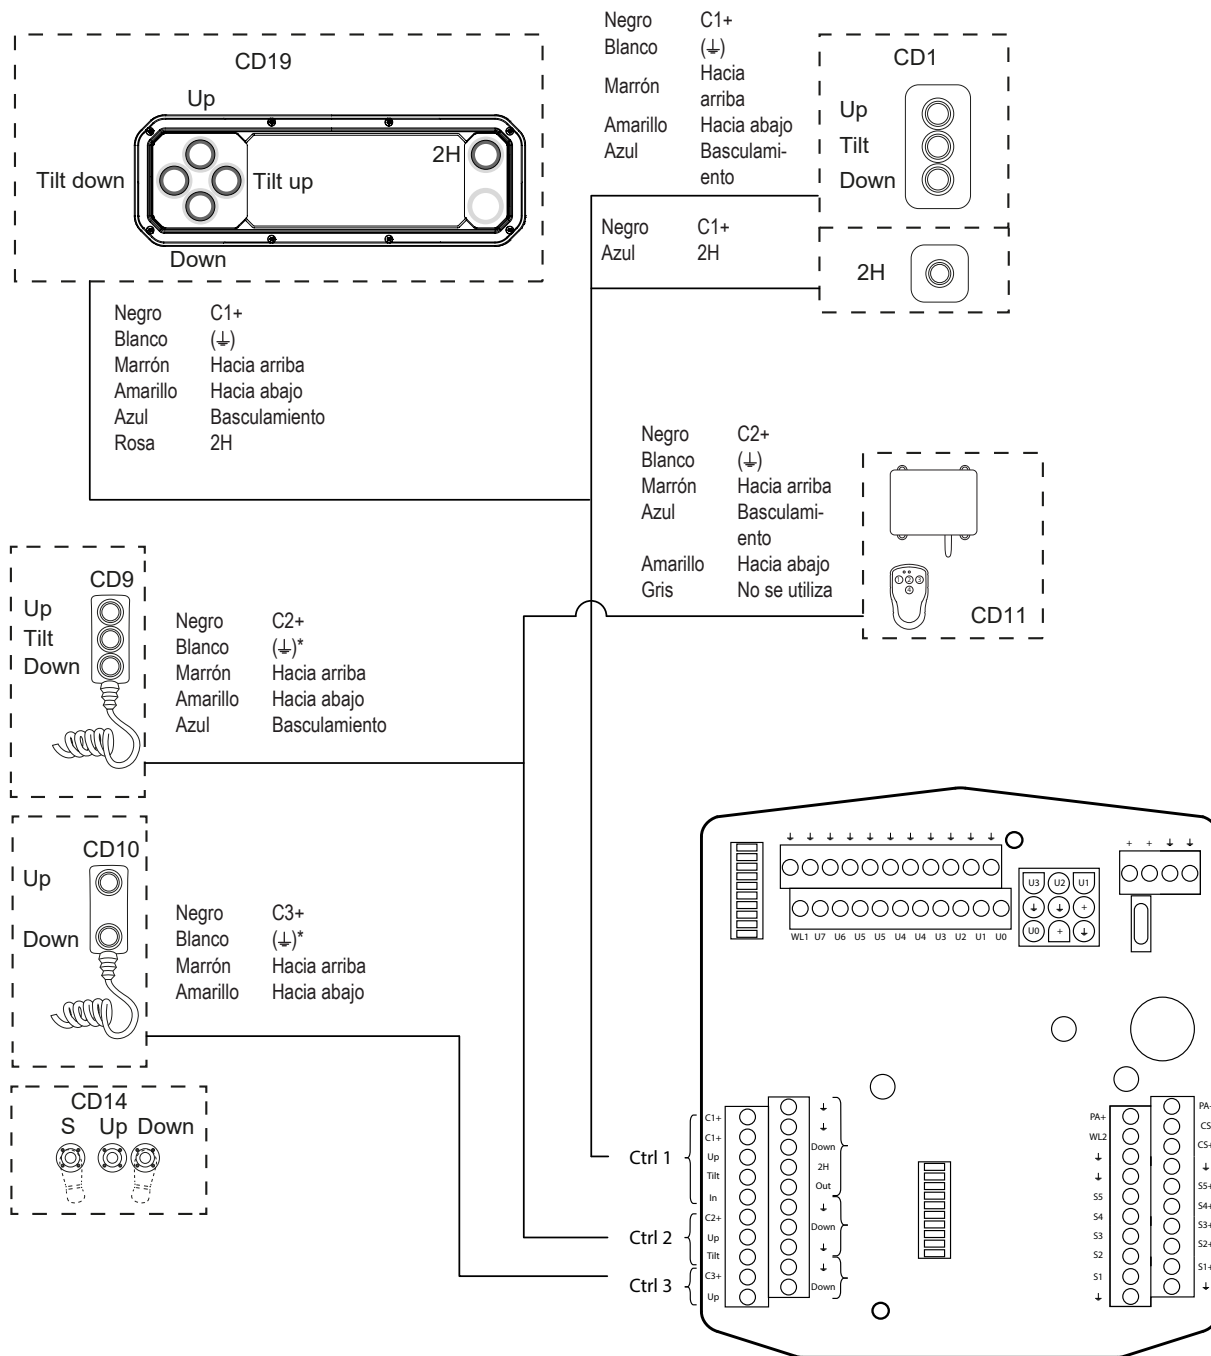 CD19
Up
2H
Tilt down
Tilt up
Down
Negro C1+
Blanco (⏚)
Marrón Hacia arriba
Amarillo Hacia abajo
Azul Basculamiento
Rosa 2H
Negro C1+
Blanco (⏚)
Marrón Hacia
arriba
Amarillo Hacia abajo
Azul Basculami-
ento
CD1
Up
Tilt
Down
Negro C1+
Azul 2H
2H
Negro C2+
Blanco (⏚)
Marrón Hacia arriba
Azul Basculami-
ento
Amarillo Hacia abajo
Gris No se utiliza
1 2 3
4
CD11
CD9
Up
Tilt
Down
Negro C2+
Blanco (⏚)*
Marrón Hacia arriba
Amarillo Hacia abajo
Azul Basculamiento
CD10
Up
Down
Negro C3+
Blanco (⏚)*
Marrón Hacia arriba
Amarillo Hacia abajo
CD14
S Up Down
WL1 U7 U6 U5 U5 U4 U4 U3 U2 U1 U0
U3 U2 U1
⏚ ⏚ +
U0 + ⏚
+ + ⏚ ⏚
Ctrl 1
C1+
C1+
Up
Tilt
In
⏚
⏚
Down
2H
Out
Ctrl 2
C2+
Up
Tilt
⏚
Down
⏚
Ctrl 3
C3+
Up
⏚
Down
PA+
WL2
⏚
⏚
S5
S4
S3
S2
S1
⏚
PA-
CS
CS+
⏚
S5+
S4+
S3+
S2+
S1+
⏚